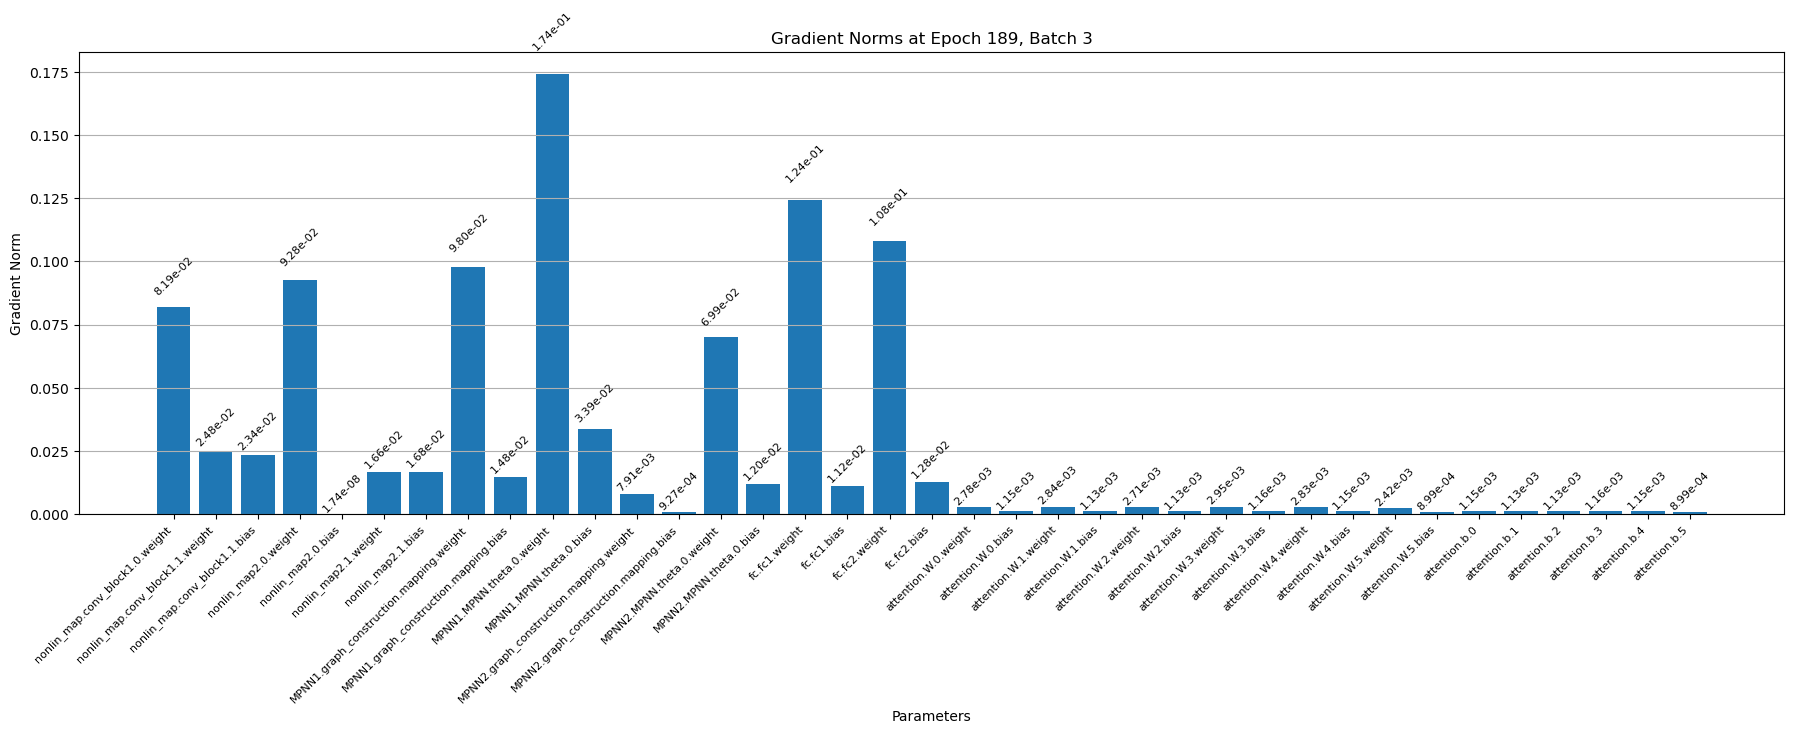 Gradient Norms at Epoch 189, Batch 3
Gradient Norm
0.175
0.150
0.125
0.100
0.075
0.050
0.025
0.000
8.19e-02
2.48e-02
2.34e-02
9.28e-02
1.74e-08
1.66e-02
1.68e-02
9.80e-02
1.48e-02
1.74e-01
3.39e-02
7.91e-03
9.27e-04
6.99e-02
1.20e-02
1.24e-01
1.12e-02
1.08e-01
1.28e-02
2.78e-03
1.15e-03
2.84e-03
1.13e-03
2.71e-03
1.13e-03
2.95e-03
1.16e-03
2.83e-03
1.15e-03
2.42e-03
8.99e-04
1.15e-03
1.13e-03
1.13e-03
1.16e-03
1.15e-03
8.99e-04
nonlin_map.conv_block1.0.weight
nonlin_map.conv_block1.1.weight
nonlin_map.conv_block1.1.bias
nonlin_map2.0.weight
nonlin_map2.0.bias
nonlin_map2.1.weight
nonlin_map2.1.bias
MPNN1.graph_construction.mapping.weight
MPNN1.graph_construction.mapping.bias
MPNN1.MPNN.theta.0.weight
MPNN1.MPNN.theta.0.bias
MPNN2.graph_construction.mapping.weight
MPNN2.graph_construction.mapping.bias
MPNN2.MPNN.theta.0.weight
MPNN2.MPNN.theta.0.bias
fc.fc1.weight
fc.fc1.bias
fc.fc2.weight
fc.fc2.bias
attention.W.0.weight
attention.W.0.bias
attention.W.1.weight
attention.W.1.bias
attention.W.2.weight
attention.W.2.bias
attention.W.3.weight
attention.W.3.bias
attention.W.4.weight
attention.W.4.bias
attention.W.5.weight
attention.W.5.bias
attention.b.0
attention.b.1
attention.b.2
attention.b.3
attention.b.4
attention.b.5
Parameters